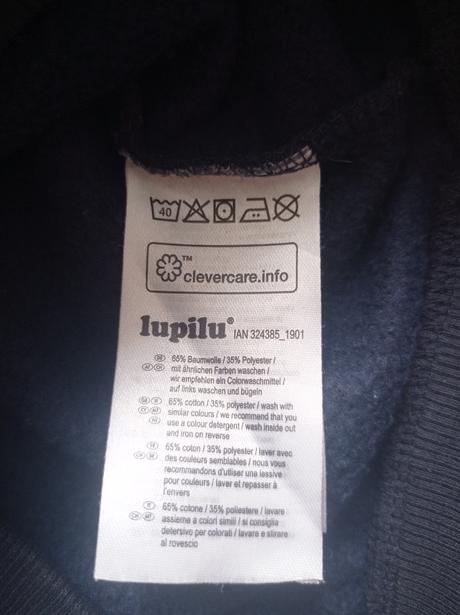 40
clevercare.info™
lupilu® IAN 324385_1901
65% Baumwolle / 35% Polyester /
mit ähnlichen Farben waschen /
wir empfehlen ein Colorwaschmittel /
auf links waschen und bügeln
65% cotton / 35% polyester / wash with
similar colours / we recommend that you
use a colour detergent / wash inside out
and iron on reverse
65% coton / 35% polyester / laver avec
des couleurs semblables / nous vous
recommandons d'utiliser une lessive
pour couleurs / laver et repasser à
l'envers
65% cotone / 35% poliestere / lavare
assieme a colori simili / si consiglia
detersivo per colorati / lavare e stirare
al rovescio